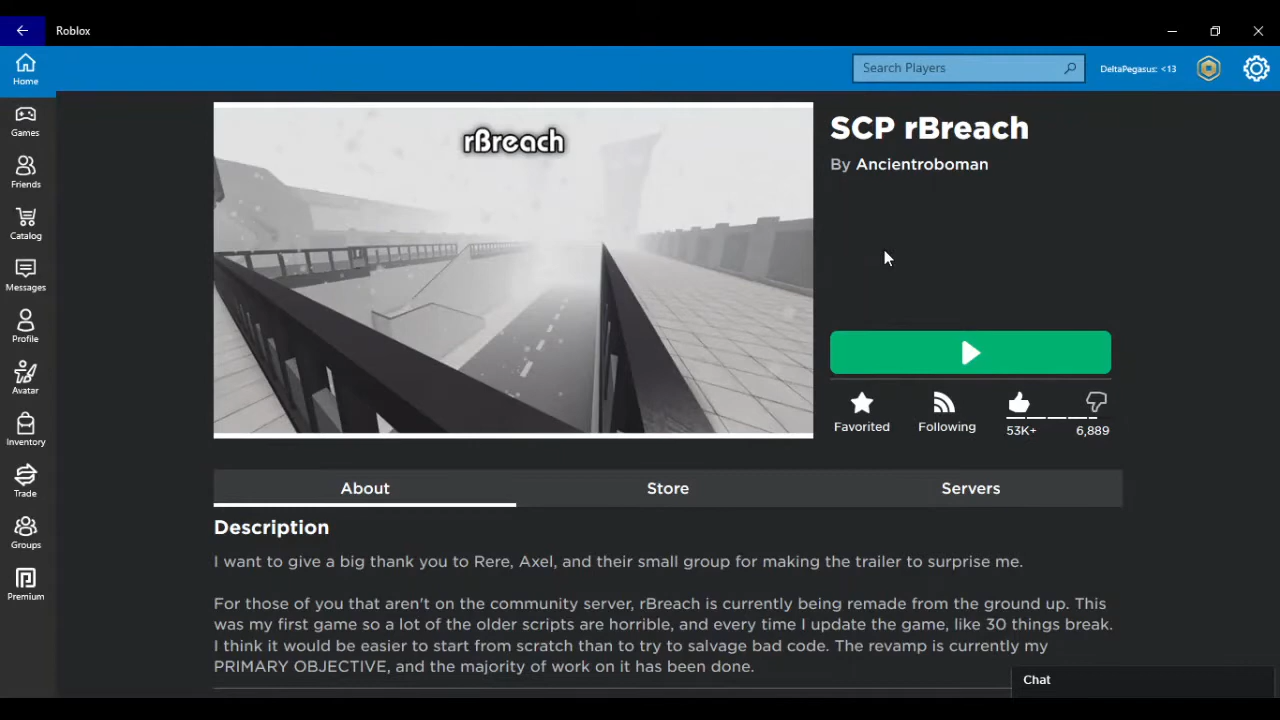 Roblox
Home
Search Players
DeltaPegasus: <13
Games
Friends
Catalog
Messages
Profile
Avatar
Inventory
Trade
Groups
Premium
rBreach
SCP rBreach
By Ancientroboman
Favorited
Following
53K+
6,889
About
Store
Servers
Description
I want to give a big thank you to Rere, Axel, and their small group for making the trailer to surprise me.
For those of you that aren't on the community server, rBreach is currently being remade from the ground up. This
was my first game so a lot of the older scripts are horrible, and every time I update the game, like 30 things break.
I think it would be easier to start from scratch than to try to salvage bad code. The revamp is currently my
PRIMARY OBJECTIVE, and the majority of work on it has been done.
Chat